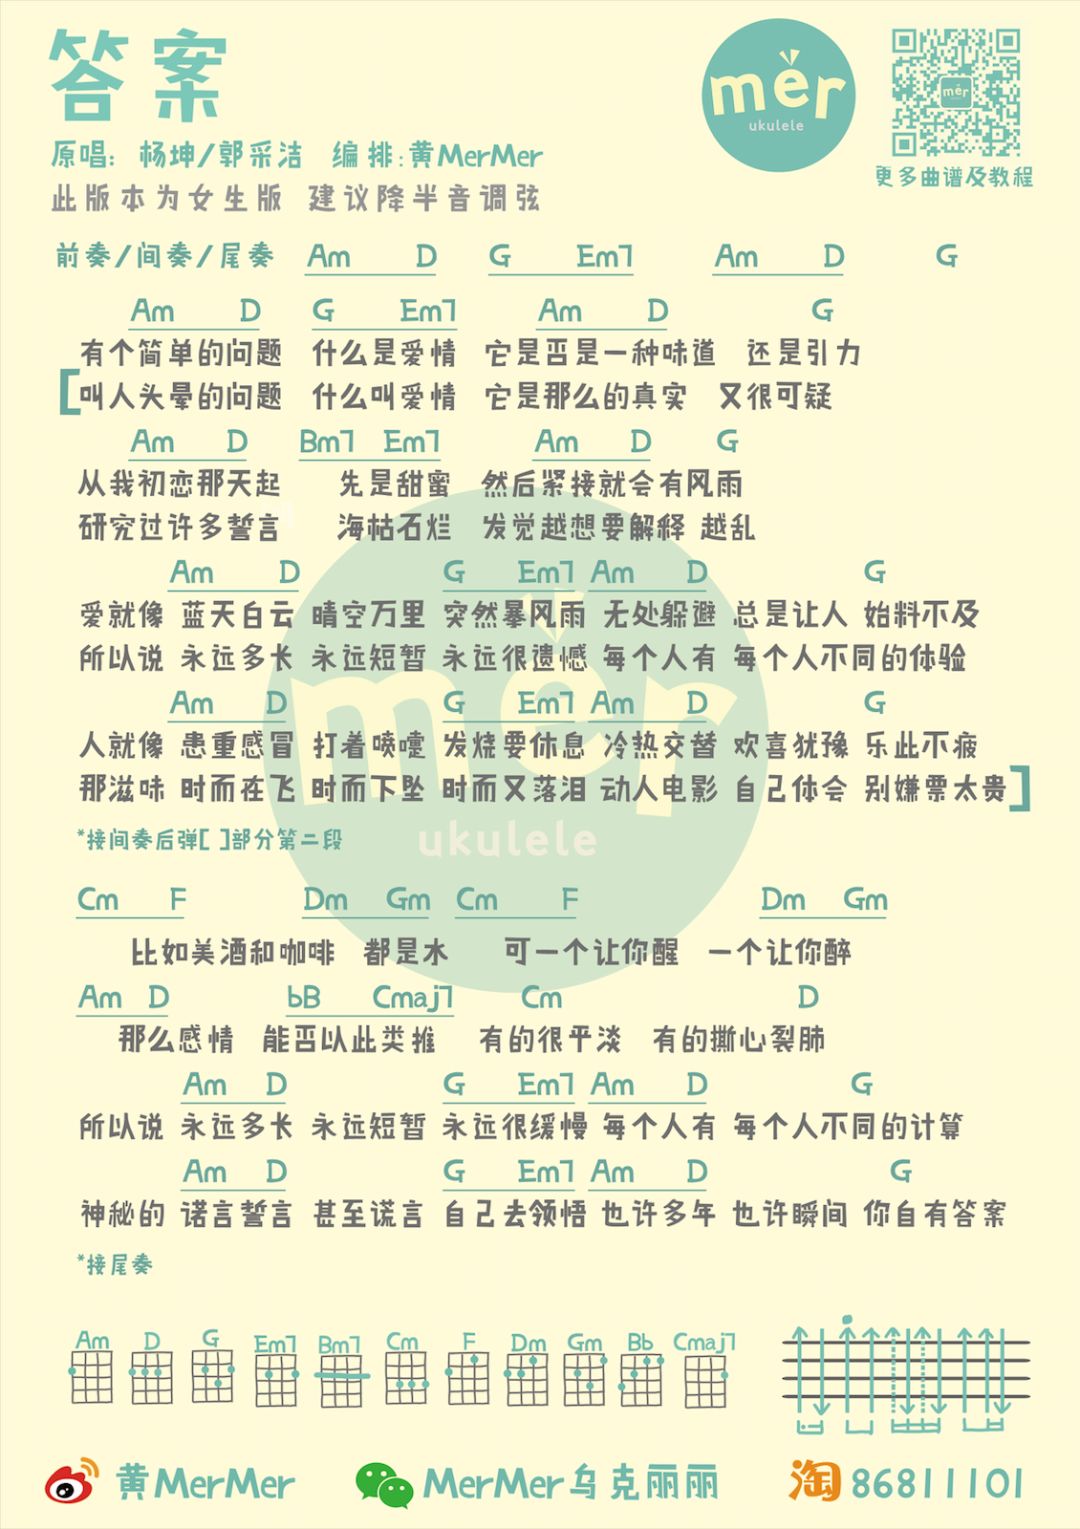 答案
mer
ukulele
原唱: 杨坤/郭采洁 编排:黄MerMer
更多曲谱及教程
此版本为女生版 建议降半音调弦
前奏/间奏/尾奏 Am D G Em7 Am D G
Am D G Em7 Am D G
有个简单的问题 什么是爱情 它是否是一种味道 还是引力
[叫人头晕的问题 什么叫爱情 它是那么的真实 又很可疑
Am D Bm7 Em7 Am D G
从我初恋那天起 先是甜蜜 然后紧接就会有风雨
研究过许多誓言 海枯石烂 发觉越想要解释 越乱
Am D G Em7 Am D G
爱就像 蓝天白云 晴空万里 突然暴风雨 无处躲避 总是让人 始料不及
所以说 永远多长 永远短暂 永远很遗憾 每个人有 每个人不同的体验
Am D G Em7 Am D G
人就像 患重感冒 打着喷嚏 发烧要休息 冷热交替 欢喜犹豫 乐此不疲
那滋味 时而在飞 时而下坠 时而又落泪 动人电影 自己体会 别嫌票太贵]
mer
ukulele
*接间奏后弹[ ]部分第二段
Cm F Dm Gm Cm F Dm Gm
比如美酒和咖啡 都是水 可一个让你醒 一个让你醉
Am D bB Cmaj7 Cm D
那么感情 能否以此类推 有的很平淡 有的撕心裂肺
Am D G Em7 Am D G
所以说 永远多长 永远短暂 永远很缓慢 每个人有 每个人不同的计算
Am D G Em7 Am D G
神秘的 诺言誓言 甚至谎言 自己去领悟 也许多年 也许瞬间 你自有答案
*接尾奏
Am D G Em7 Bm7 Cm F Dm Gm Bb Cmaj7
黄MerMer MerMer乌克丽丽 淘 86811101